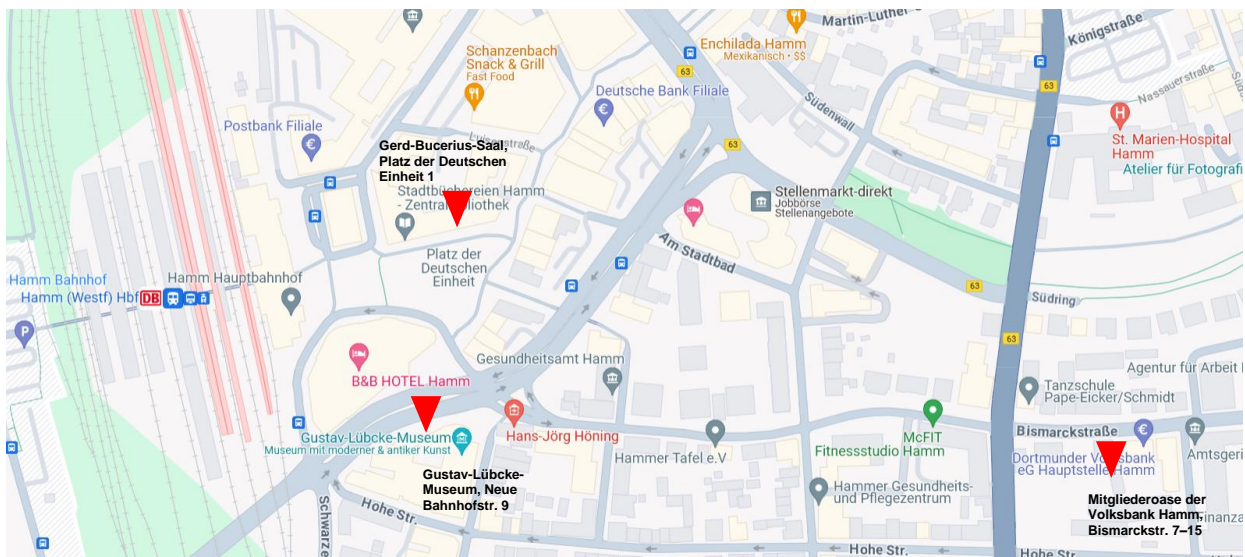 Martin-Luther-S
Königstraße
Enchilada Hamm
Mexikanisch • $$
63
63
63
Schanzenbach
Snack & Grill
Fast Food
Deutsche Bank Filiale
Südenwall
Nassauerstraße
Postbank Filiale
Luisenstraße
H
St. Marien-Hospital
Hamm
Atelier für Fotografi
Gerd-Bucerius-Saal,
Platz der Deutschen
Einheit 1
Stadtbüchereien Hamm
- Zentralbibliothek
Stellenmarkt-direkt
Jobbörse
Stellenangebote
Am Stadtbad
Platz der
Deutschen
Einheit
Hamm Bahnhof
Hamm Hauptbahnhof
Hamm (Westf) Hbf
DB
P
63
Südring
63
Gesundheitsamt Hamm
B&B HOTEL Hamm
Agentur für Arbeit
Tanzschule
Pape-Eicker/Schmidt
Gustav-Lübcke-Museum
Museum mit moderner & antiker Kunst
Hans-Jörg Höning
Hammer Tafel e.V
McFIT
Fitnessstudio
Hamm
Bismarckstraße
Dortmunder Volksbank
eG Hauptstelle Hamm
Amtsgeri
Gustav-Lübcke-
Museum, Neue
Bahnhofstr. 9
Hammer Gesundheits-
und Pflegezentrum
Mitgliederoase der
Volksbank Hamm,
Bismarckstr. 7–15
Finanza
Schwarze
Hohe Str.
Hohe Str.
Hohe Str.